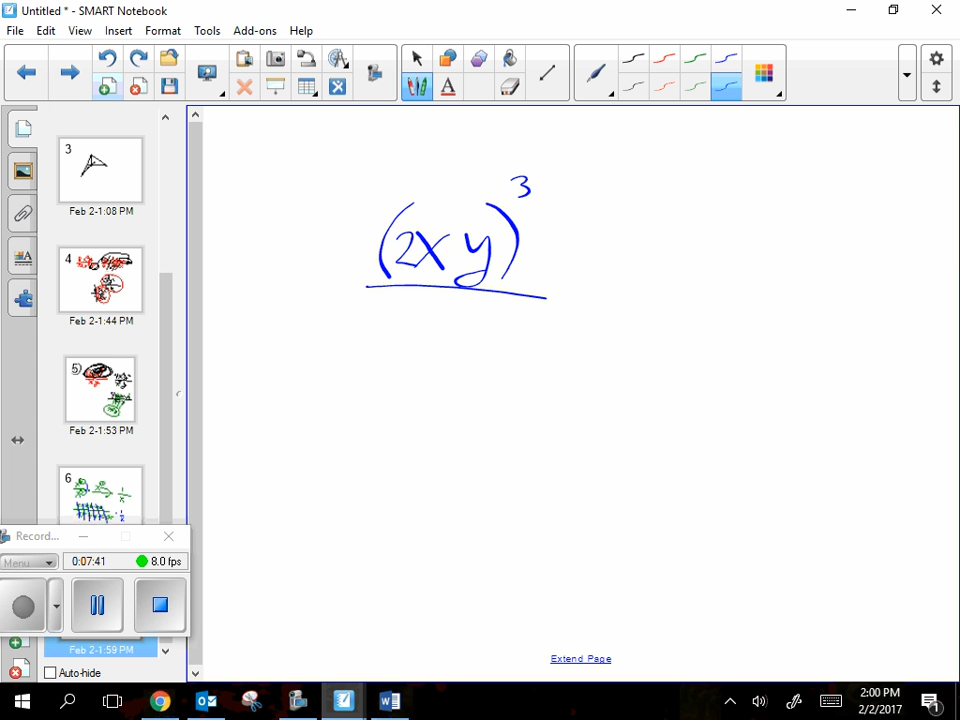 Untitled * - SMART Notebook
File Edit View Insert Format Tools Add-ons Help
3
Feb 2-1:08 PM
4
Feb 2-1:44 PM
5)
Feb 2-1:53 PM
6
(2xy)³
Record...
Menu
0:07:41
8.0 fps
Feb 2-1:59 PM
Auto-hide
Extend Page
2:00 PM
2/2/2017
1